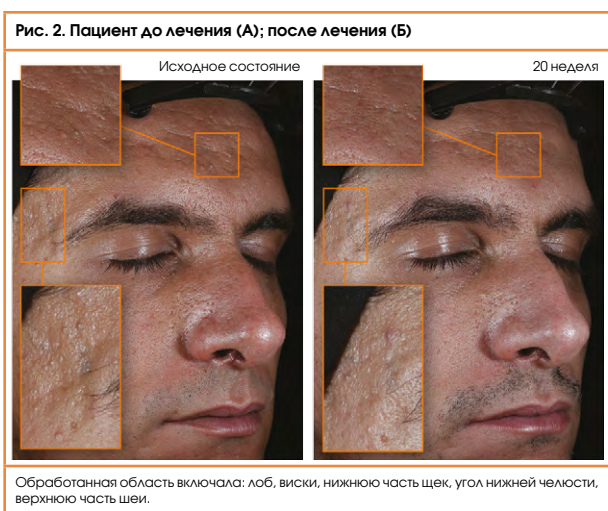 Рис. 2. Пациент до лечения (А); после лечения (Б)
Исходное состояние
20 неделя
Обработанная область включала: лоб, виски, нижнюю часть щек, угол нижней челюсти,
верхнюю часть шеи.